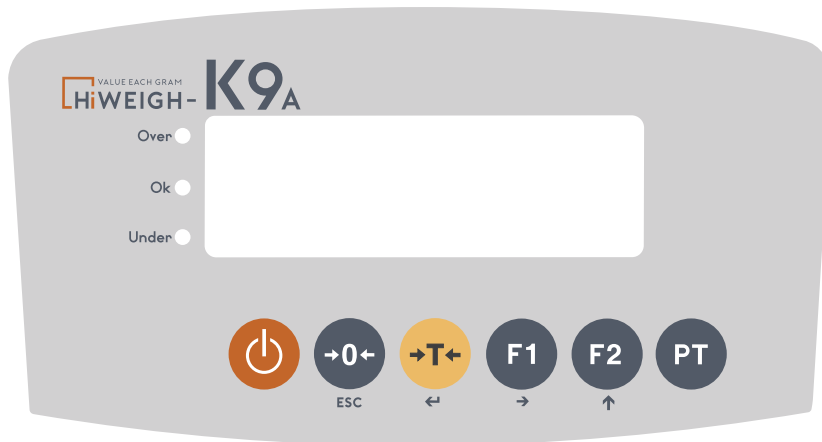 VALUE EACH GRAM
HiWEIGH-K9A
Over
Ok
Under
→0← →T← F1 F2 PT
ESC ↵ → ↑